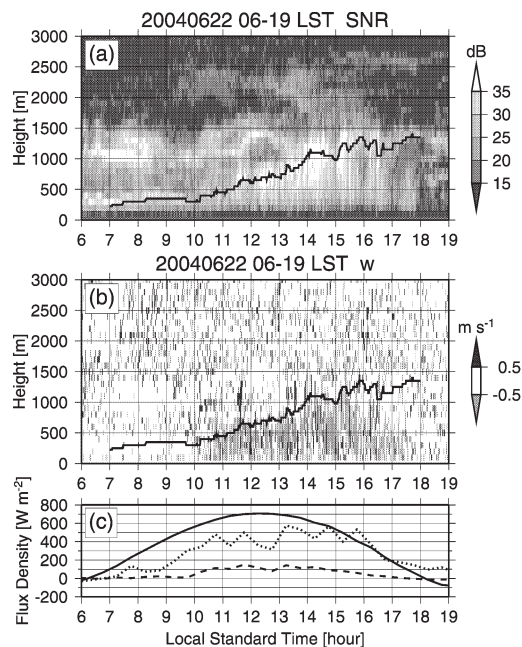 20040622 06-19 LST SNR
(a)
Height [m]
3000
2500
2000
1500
1000
500
0
6 7 8 9 10 11 12 13 14 15 16 17 18 19
dB
35
30
25
20
15
20040622 06-19 LST w
(b)
Height [m]
3000
2500
2000
1500
1000
500
0
6 7 8 9 10 11 12 13 14 15 16 17 18 19
m s-1
0.5
-0.5
(c)
Flux Density [W m-2]
800
600
400
200
0
-200
6 7 8 9 10 11 12 13 14 15 16 17 18 19
Local Standard Time [hour]